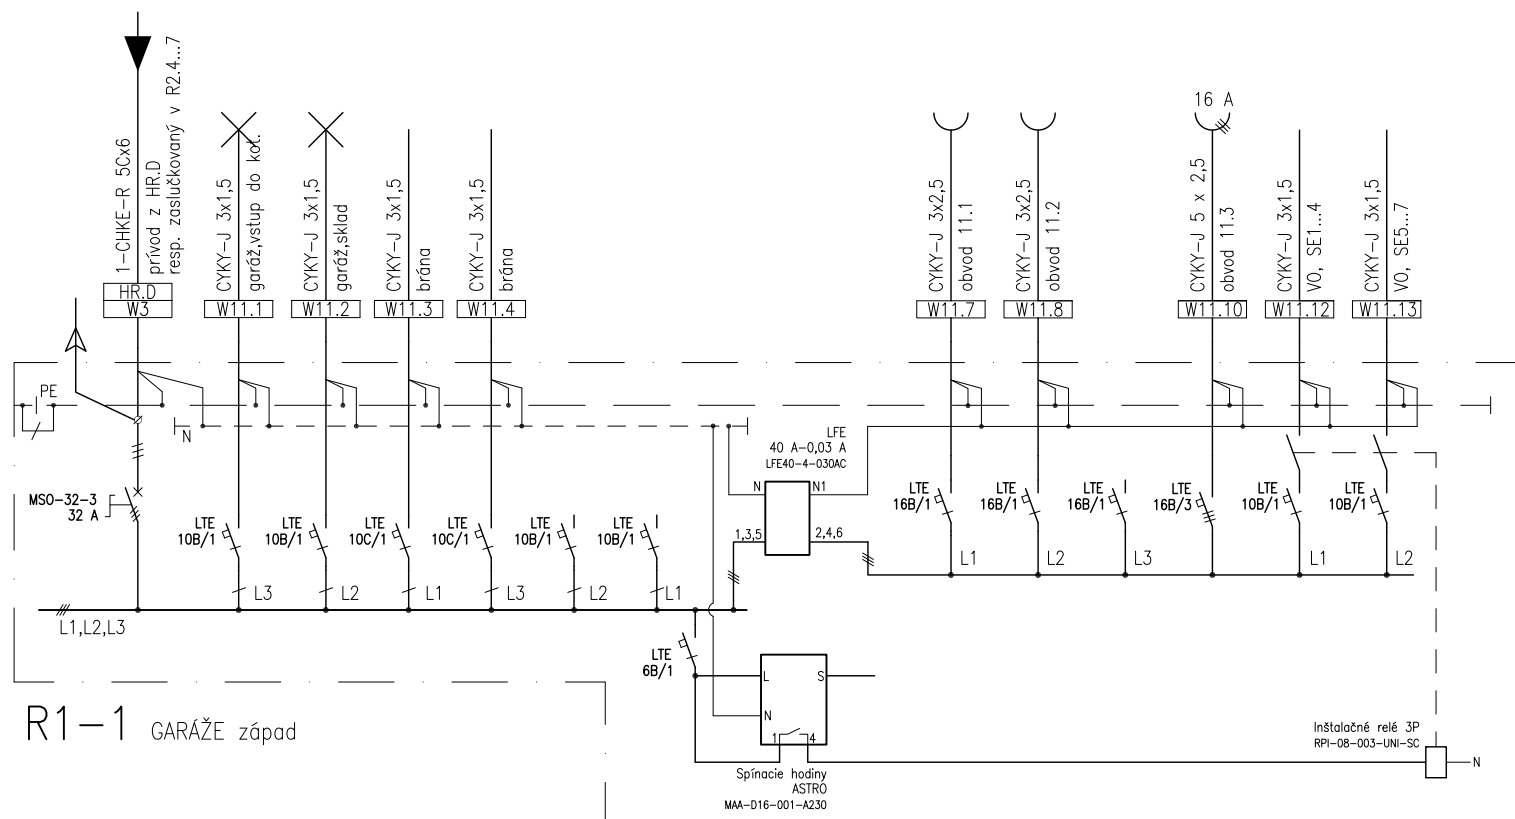 1-CHKE-R 5Cx6
prívod z HR.D
resp. zaslučkovaný v R2.4...7
HR.D
W3
CYKY-J 3x1,5
garáž,vstup do kot.
W11.1
CYKY-J 3x1,5
garáž,sklad
W11.2
CYKY-J 3x1,5
brána
W11.3
CYKY-J 3x1,5
brána
W11.4
CYKY-J 3x2,5
obvod 11.1
W11.7
CYKY-J 3x2,5
obvod 11.2
W11.8
16 A
CYKY-J 5 x 2,5
obvod 11.3
W11.10
CYKY-J 3x1,5
VO, SE1...4
W11.12
CYKY-J 3x1,5
VO, SE5...7
W11.13
PE
N
MSO-32-3
32 A
LTE
10B/1
LTE
10B/1
LTE
10C/1
LTE
10C/1
LTE
10B/1
LTE
10B/1
L3
L2
L1
L3
L2
L1
L1,L2,L3
LFE
40 A-0,03 A
LFE40-4-030AC
N
N1
1,3,5
2,4,6
LTE
16B/1
LTE
16B/1
LTE
16B/1
LTE
16B/3
LTE
10B/1
LTE
10B/1
L1
L2
L3
L1
L2
LTE
6B/1
L
S
N
1
4
Spínacie hodiny
ASTRO
MAA-D16-001-A230
Inštalačné relé 3P
RPI-08-003-UNI-SC
N
R1-1 GARÁŽE západ